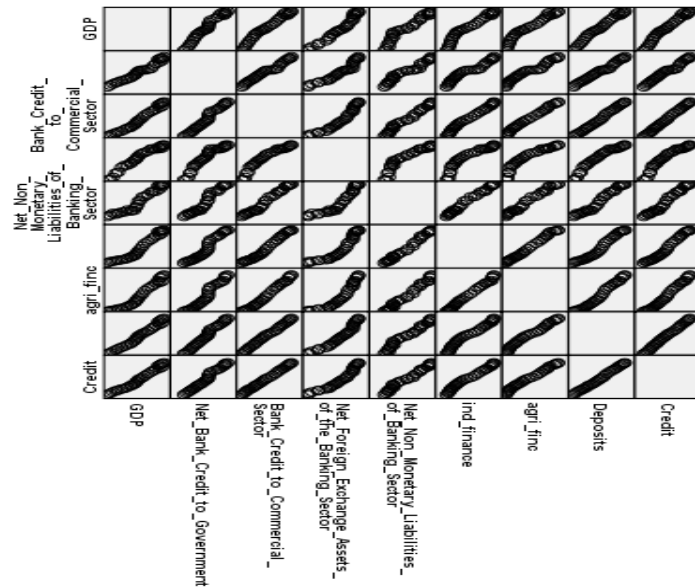 GDP
Bank_Credit_
to_
Commercial_
Sector
Net_Non_
Monetary_
Liabilities_of_
Banking_
Sector
agri_finc
Credit
GDP
Net_Bank_Credit_to_Government
Bank_Credit_to_Commercial_
Sector
Net_Foreign_Exchange_Assets_
of_the_Banking_Sector
Net_Non_Monetary_Liabilities_
of_Banking_Sector
ind_finance
agri_finc
Deposits
Credit